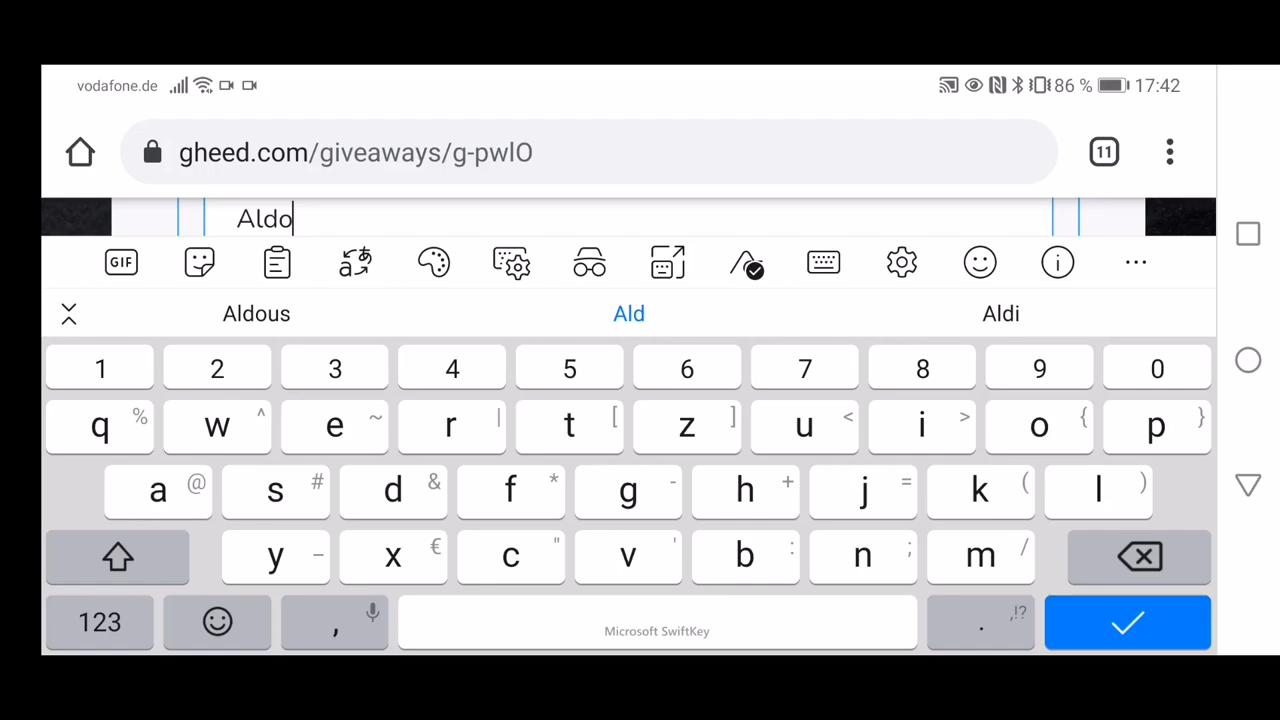 vodafone.de 86 % 17:42
gheed.com/giveaways/g-pwlO 11
Aldo
GIF
Aldous Ald Aldi
1 2 3 4 5 6 7 8 9 0
q % w ^ e ~ r | t [ z ] u < i > o { p }
a @ s # d & f * g - h + j = k ( l )
y _ x € c " v ' b : n ; m /
123 , Microsoft SwiftKey . ,!?